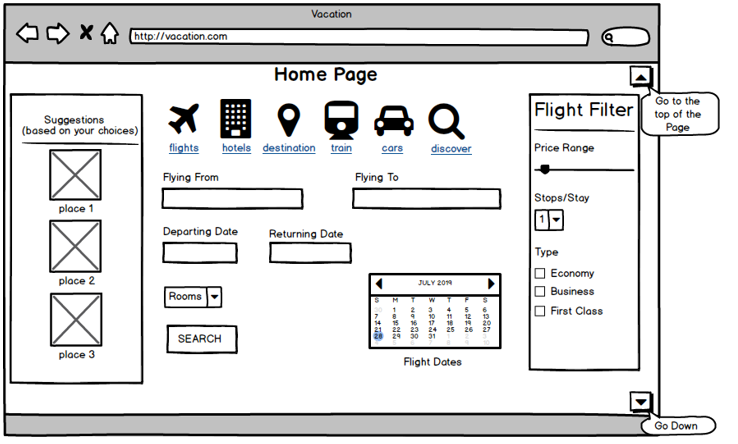 Vacation
http://vacation.com
Home Page
Suggestions
(based on your choices)
place 1
place 2
place 3
flights
hotels
destination
train
cars
discover
Flying From
Flying To
Departing Date
Returning Date
Rooms
SEARCH
JULY 2019
S M T W T F S
1 2 3 4 5 6
7 8 9 10 11 12 13
14 15 16 17 18 19 20
21 22 23 24 25 26 27
28 29 30 31
Flight Dates
Flight Filter
Price Range
Stops/Stay
1
Type
Economy
Business
First Class
Go to the
top of the
Page
Go Down